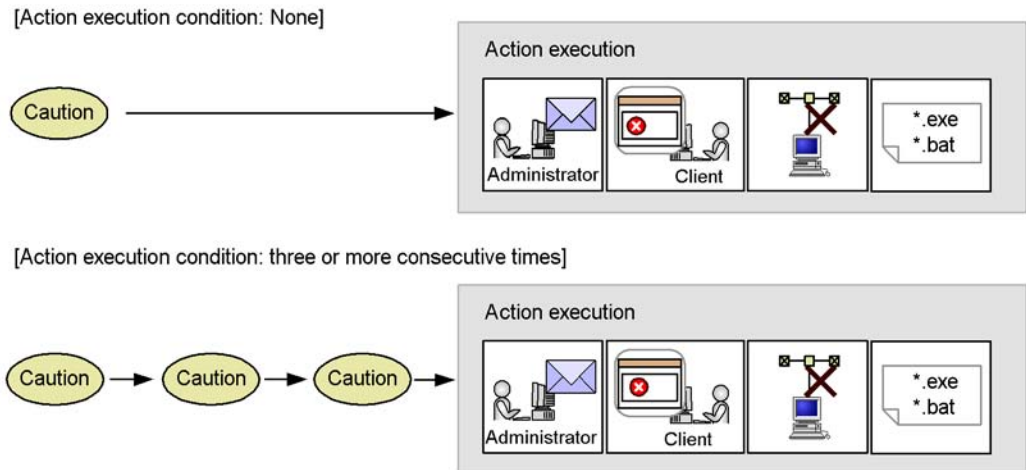 [Action execution condition: None]
Action execution
Caution
Administrator
Client
*.exe
*.bat
[Action execution condition: three or more consecutive times]
Action execution
Caution
Caution
Caution
Administrator
Client
*.exe
*.bat